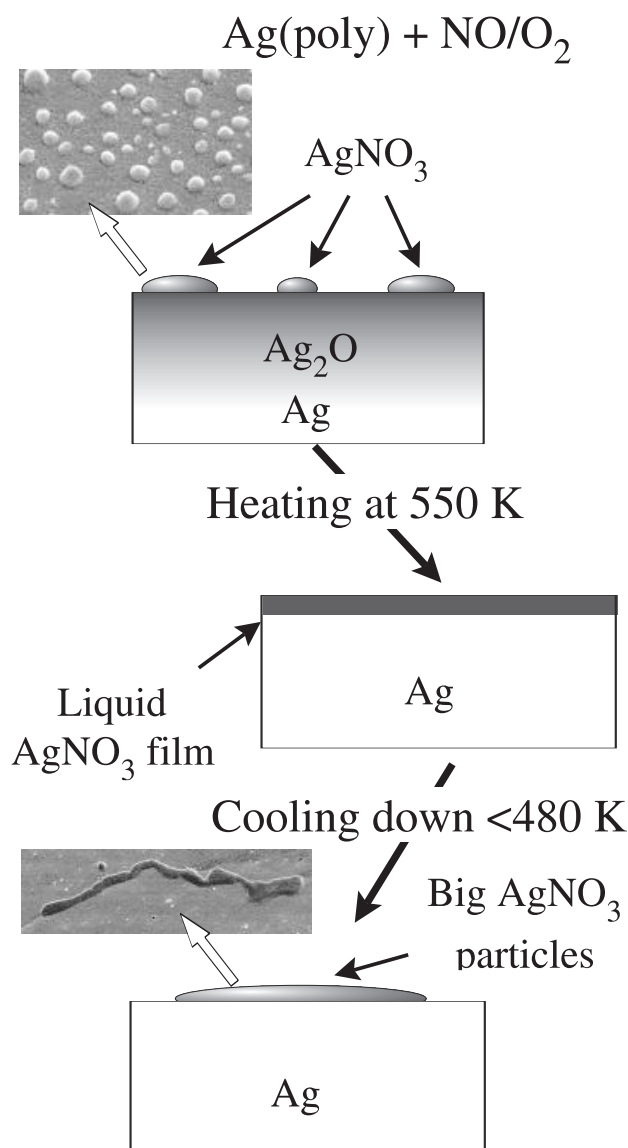 Ag(poly) + NO/O₂
AgNO₃
Ag₂O
Ag
Heating at 550 K
Ag
Liquid
AgNO₃ film
Cooling down <480 K
Big AgNO₃
particles
Ag